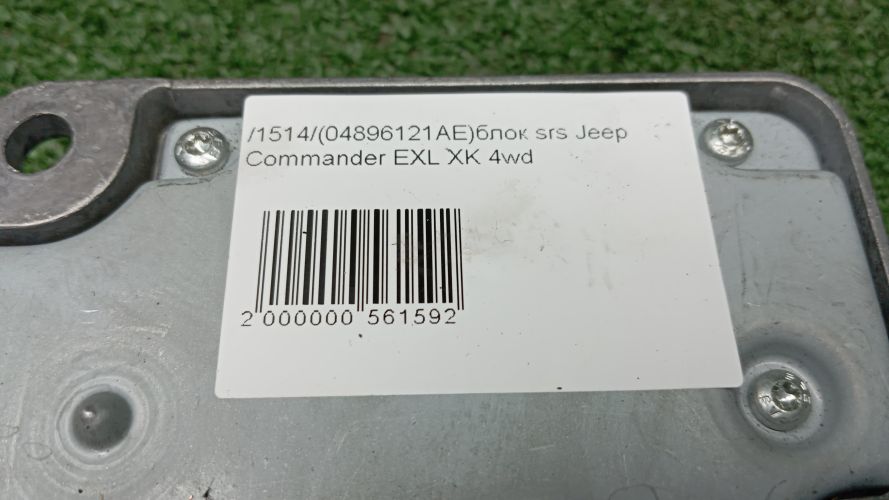 /1514/(04896121AE)блок srs Jeep
Commander EXL XK 4wd
2 000000 561592